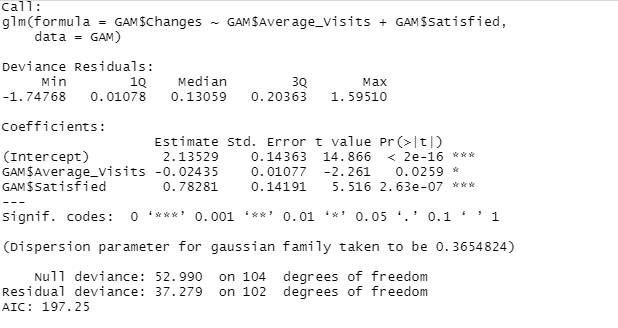 Call:
glm(formula = GAM$Changes ~ GAM$Average_Visits + GAM$Satisfied,
    data = GAM)

Deviance Residuals:
     Min        1Q    Median        3Q       Max
-1.74768   0.01078   0.13059   0.20363   1.59510

Coefficients:
                   Estimate Std. Error t value Pr(>|t|)
(Intercept)         2.13529    0.14363  14.866  < 2e-16 ***
GAM$Average_Visits -0.02435    0.01077  -2.261   0.0259 *
GAM$Satisfied       0.78281    0.14191   5.516 2.63e-07 ***
---
Signif. codes:  0 ‘***’ 0.001 ‘**’ 0.01 ‘*’ 0.05 ‘.’ 0.1 ‘ ’ 1

(Dispersion parameter for gaussian family taken to be 0.3654824)

    Null deviance: 52.990  on 104  degrees of freedom
Residual deviance: 37.279  on 102  degrees of freedom
AIC: 197.25